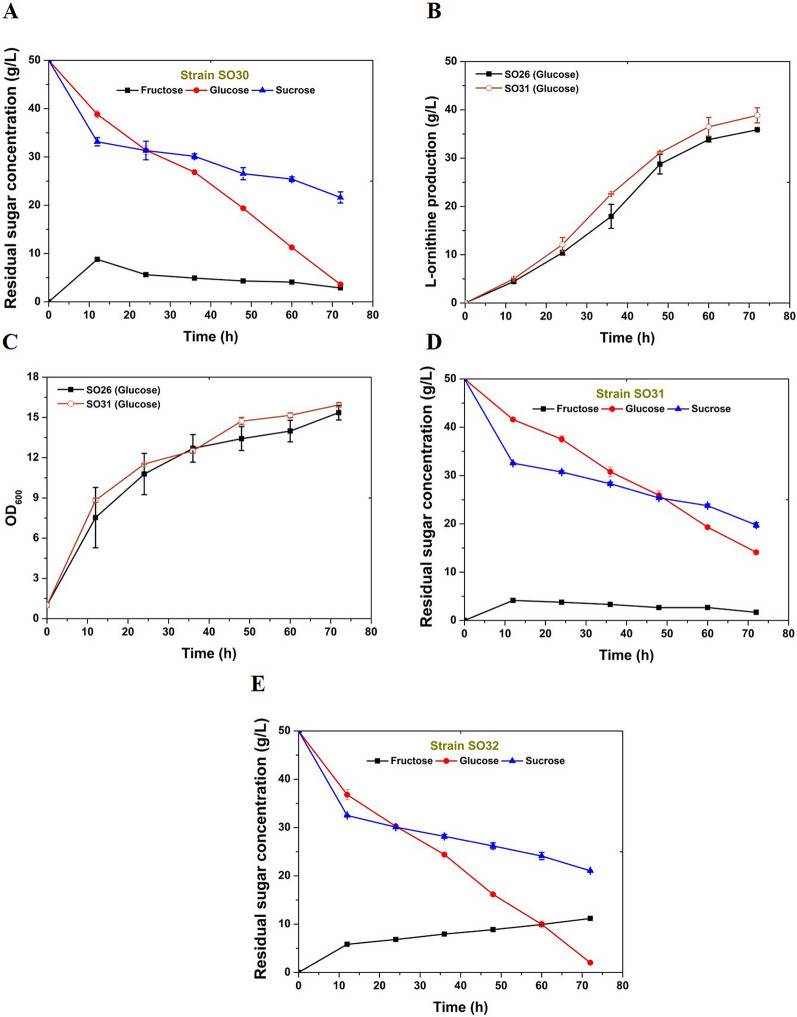 A
Strain SO30
Fructose Glucose Sucrose
Residual sugar concentration (g/L)
50
40
30
20
10
0
0 10 20 30 40 50 60 70 80
Time (h)
B
SO26 (Glucose)
SO31 (Glucose)
L-ornithine production (g/L)
50
40
30
20
10
0
0 10 20 30 40 50 60 70 80
Time (h)
C
SO26 (Glucose)
SO31 (Glucose)
OD600
18
15
12
9
6
3
0
0 10 20 30 40 50 60 70 80
Time (h)
D
Strain SO31
Fructose Glucose Sucrose
Residual sugar concentration (g/L)
50
40
30
20
10
0
0 10 20 30 40 50 60 70 80
Time (h)
E
Strain SO32
Fructose Glucose Sucrose
Residual sugar concentration (g/L)
50
40
30
20
10
0
0 10 20 30 40 50 60 70 80
Time (h)